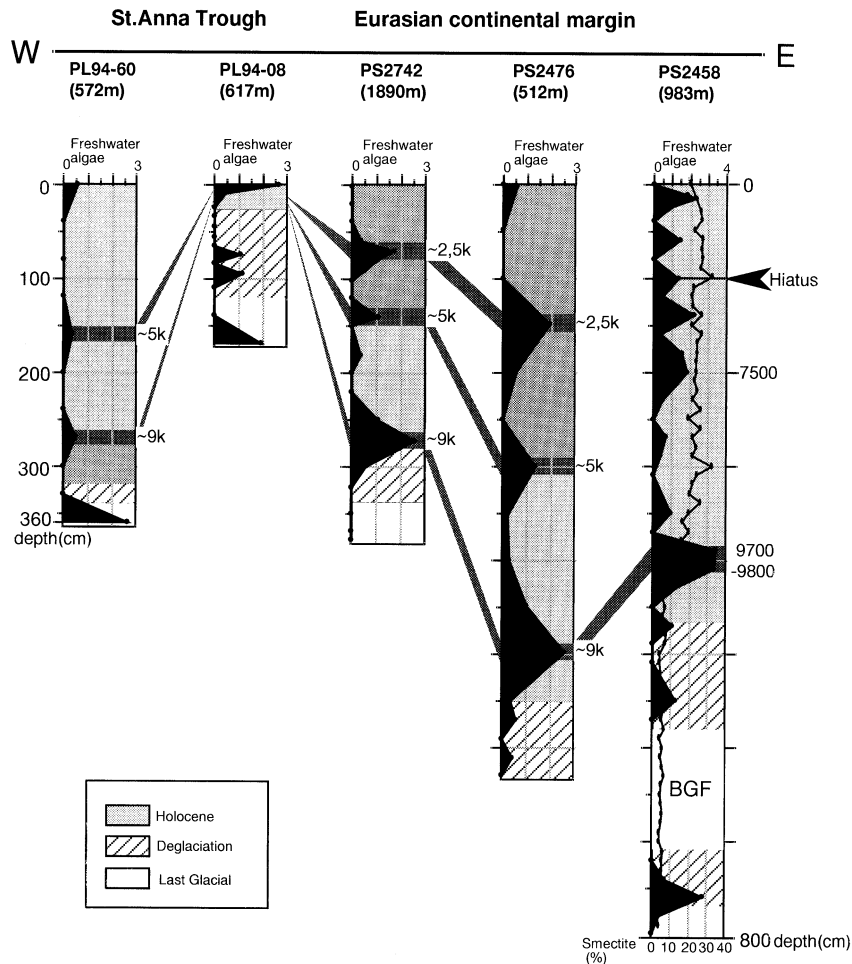 St.Anna Trough
Eurasian continental margin
W
E
PL94-60
(572m)
PL94-08
(617m)
PS2742
(1890m)
PS2476
(512m)
PS2458
(983m)
Freshwater
algae
0 3
Freshwater
algae
0 3
Freshwater
algae
0 3
Freshwater
algae
0 3
Freshwater
algae
0 4
0
100
200
300
360
depth(cm)
~5k
~9k
~2,5k
~5k
~9k
~2,5k
~5k
~9k
0
Hiatus
7500
9700
-9800
BGF
800 depth(cm)
Smectite
(%)
0 10 20 30 40
Holocene
Deglaciation
Last Glacial